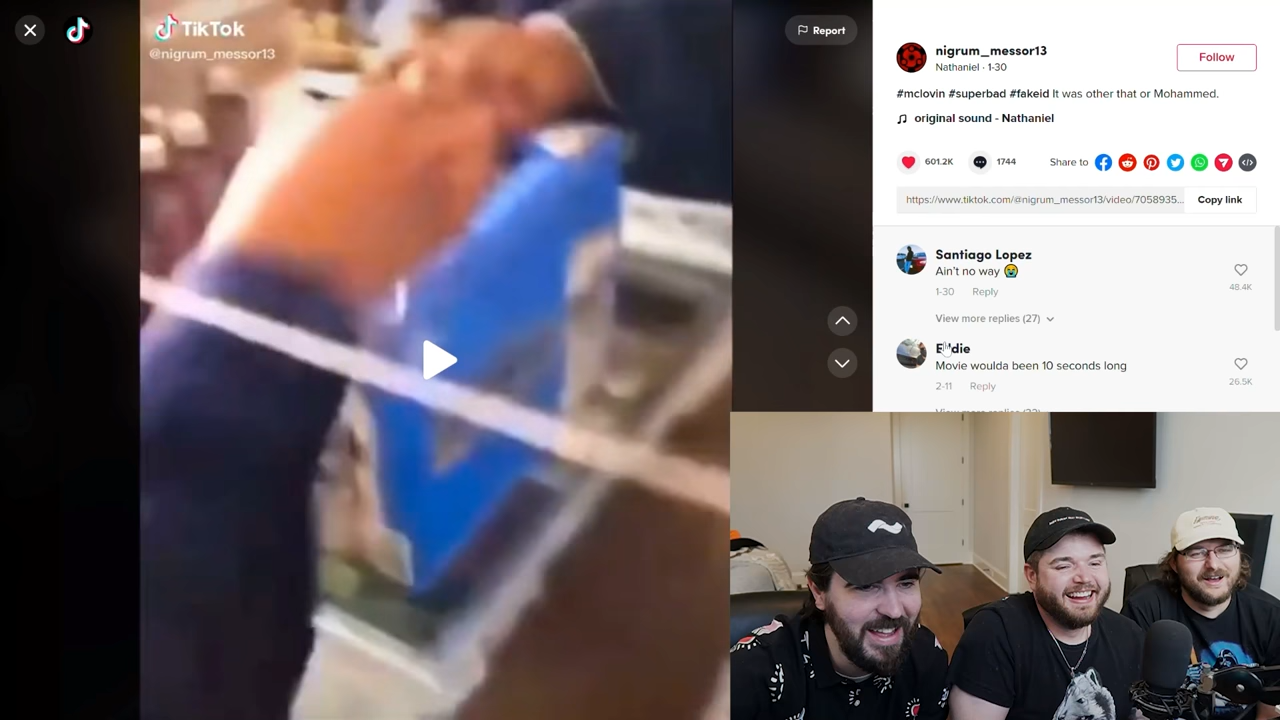 TikTok
@nigrum_messor13
Report
nigrum_messor13
Nathaniel · 1-30
Follow
#mclovin #superbad #fakeid It was other that or Mohammed.
original sound - Nathaniel
601.2K
1744
Share to
https://www.tiktok.com/@nigrum_messor13/video/7058935...
Copy link
Santiago Lopez
Ain't no way 😭
48.4K
1-30 Reply
View more replies (27)
Eddie
Movie woulda been 10 seconds long
26.5K
2-11 Reply